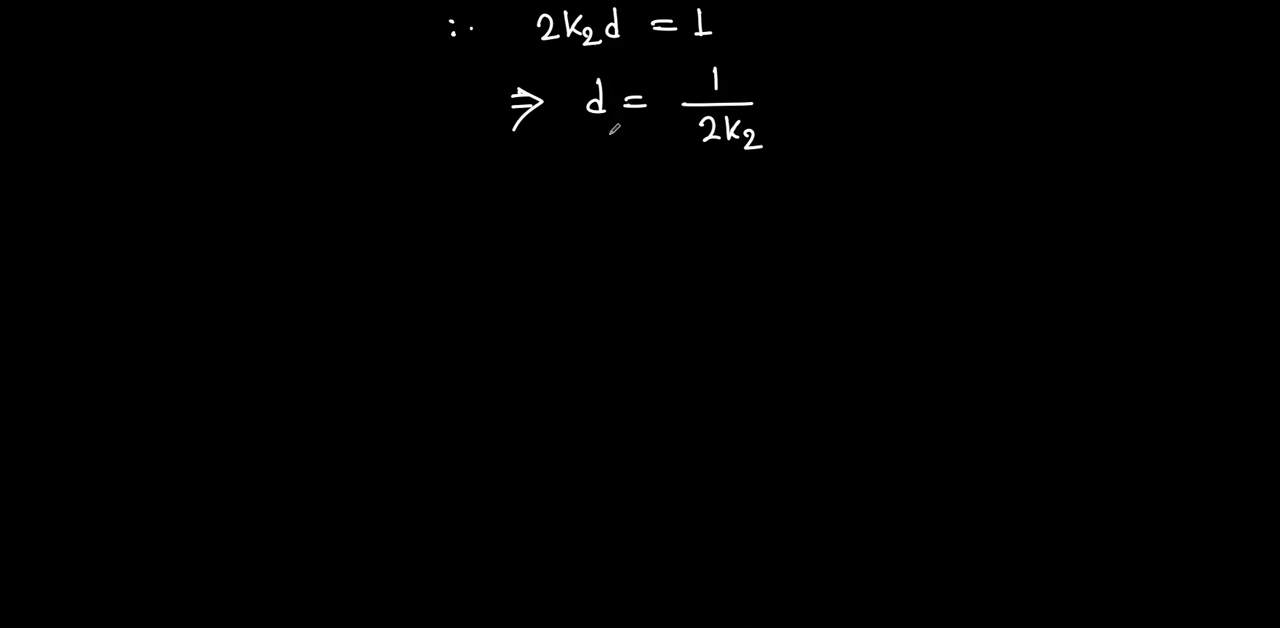 ∴ 2k₂d = 1
⇒ d = 1/2k₂